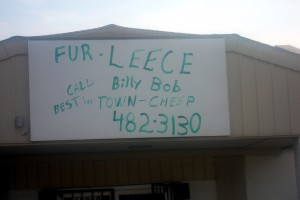 FUR-LEECE
CALL Billy Bob
BEST in TOWN-CHEEP
482-3130